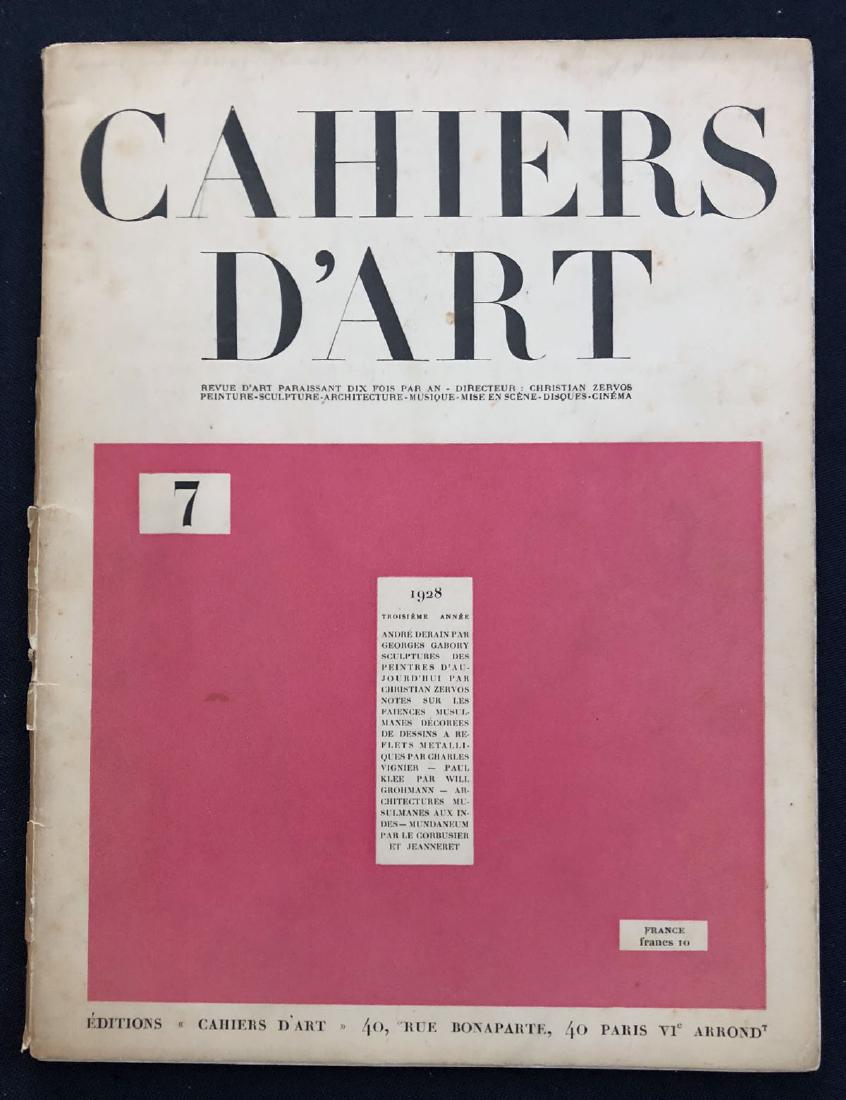 CAHIERS
D'ART
REVUE D'ART PARAISSANT DIX FOIS PAR AN - DIRECTEUR : CHRISTIAN ZERVOS
PEINTURE-SCULPTURE-ARCHITECTURE-MUSIQUE-MISE EN SCÈNE-DISQUES-CINÉMA
7
1928
TROISIÈME ANNÉE
ANDRÉ DERAIN PAR
GEORGES GABORY
SCULPTURES DES
PEINTRES D'AU-
JOURD'HUI PAR
CHRISTIAN ZERVOS
NOTES SUR LES
FAIENCES MUSUL-
MANES DÉCORÉES
DE DESSINS A RE-
FLETS METALLI-
QUES PAR CHARLES
VIGNIER — PAUL
KLEE PAR WILL
GROHMANN — AR-
CHITECTURES MU-
SULMANES AUX IN-
DES — MUNDANEUM
PAR LE CORBUSIER
ET JEANNERET
FRANCE
francs 10
ÉDITIONS « CAHIERS D'ART » 40, RUE BONAPARTE, 40 PARIS VIe ARRONDT